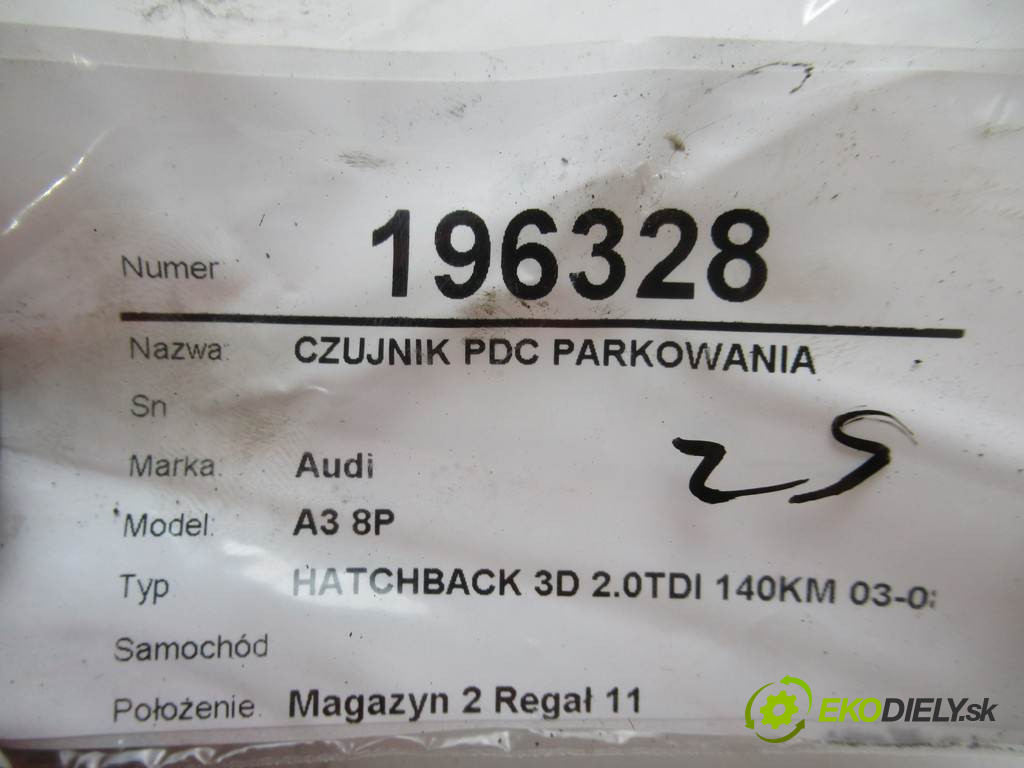 Numer: 196328
Nazwa: CZUJNIK PDC PARKOWANIA
Sn
Marka: Audi
25
Model: A3 8P
Typ HATCHBACK 3D 2.0TDI 140KM
Samochód
Położenie: Magazyn 2 Regał 11
EKODIELY.sk